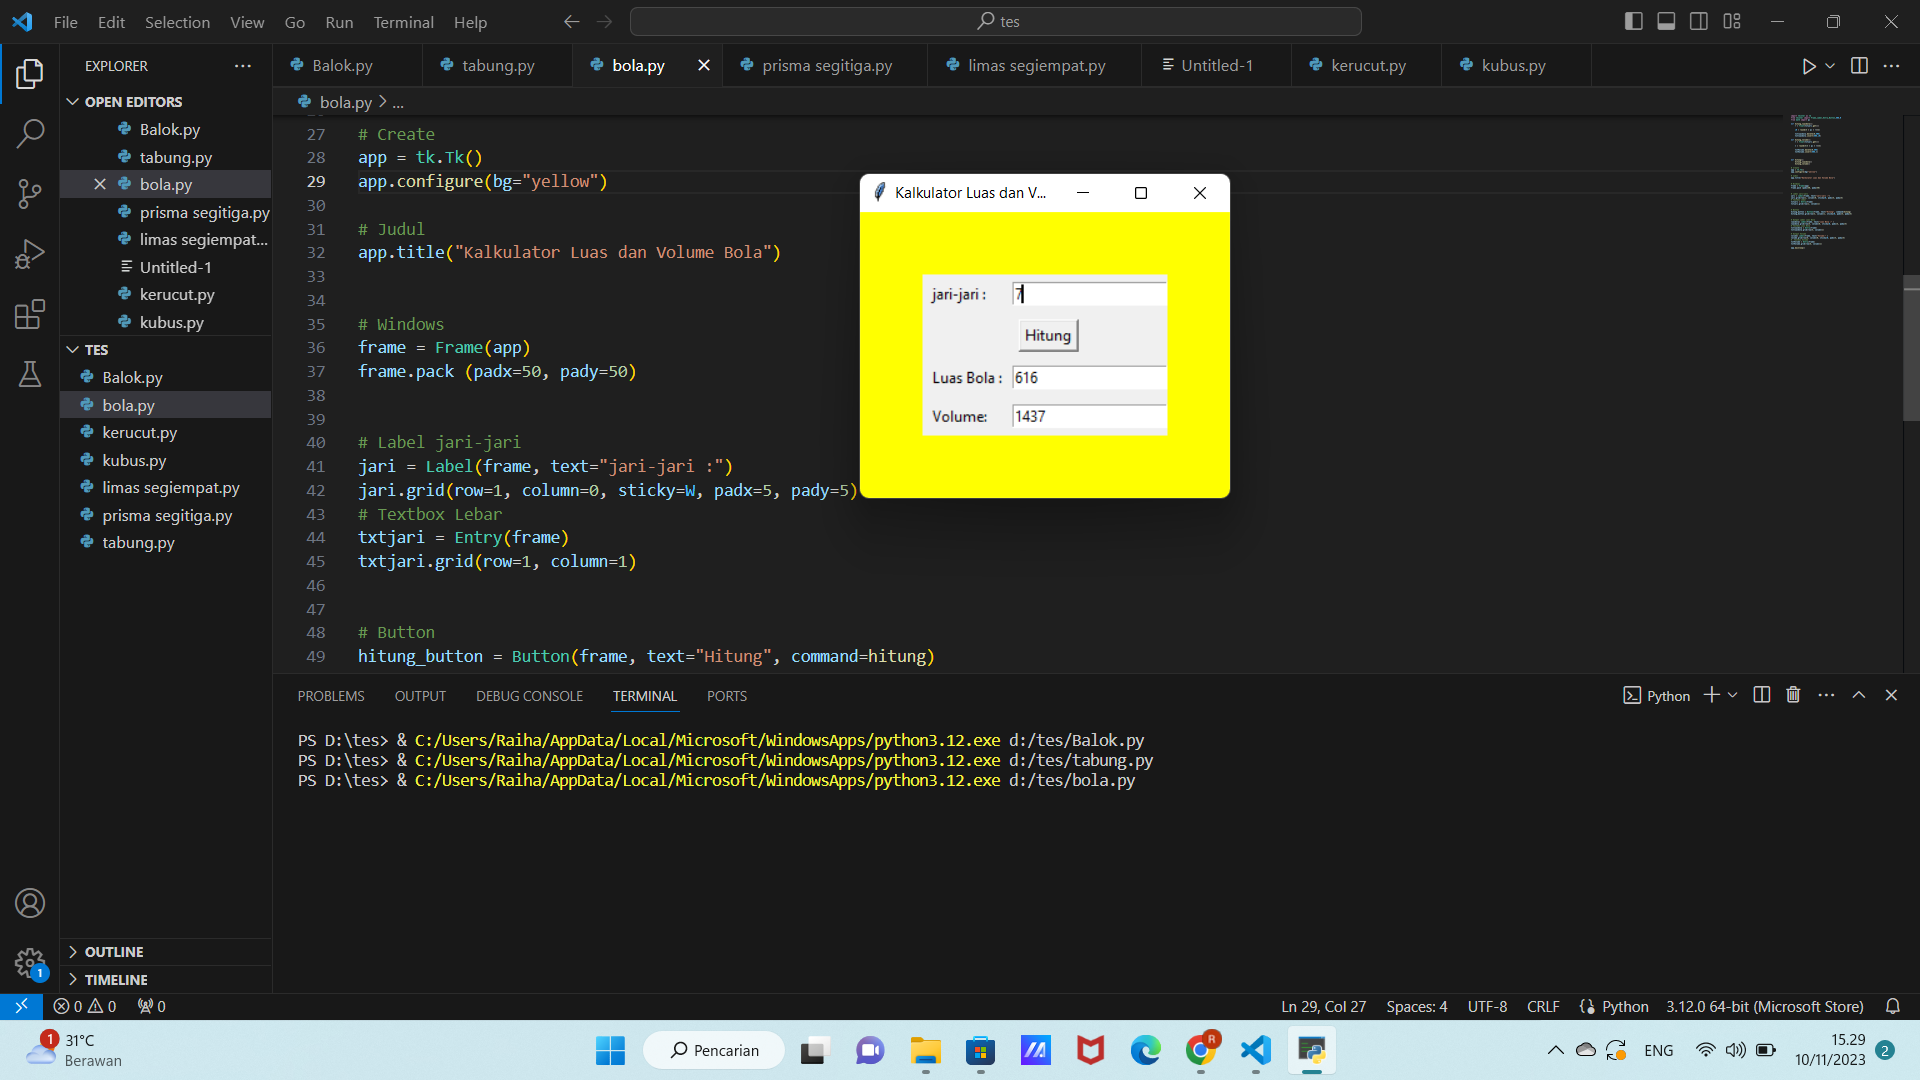 File Edit Selection View Go Run Terminal Help
tes
EXPLORER
OPEN EDITORS
Balok.py
tabung.py
bola.py
prisma segitiga.py
limas segiempat...
Untitled-1
kerucut.py
kubus.py
TES
Balok.py
bola.py
kerucut.py
kubus.py
limas segiempat.py
prisma segitiga.py
tabung.py
OUTLINE
TIMELINE
1
Balok.py tabung.py bola.py prisma segitiga.py limas segiempat.py Untitled-1 kerucut.py kubus.py
bola.py > ...
27 # Create
28 app = tk.Tk()
29 app.configure(bg="yellow")
30
31 # Judul
32 app.title("Kalkulator Luas dan Volume Bola")
33
34
35 # Windows
36 frame = Frame(app)
37 frame.pack (padx=50, pady=50)
38
39
40 # Label jari-jari
41 jari = Label(frame, text="jari-jari :")
42 jari.grid(row=1, column=0, sticky=W, padx=5, pady=5)
43 # Textbox Lebar
44 txtjari = Entry(frame)
45 txtjari.grid(row=1, column=1)
46
47
48 # Button
49 hitung_button = Button(frame, text="Hitung", command=hitung)
Kalkulator Luas dan V...
jari-jari : 7
Hitung
Luas Bola : 616
Volume: 1437
PROBLEMS OUTPUT DEBUG CONSOLE TERMINAL PORTS
Python
PS D:\tes> & C:/Users/Raiha/AppData/Local/Microsoft/WindowsApps/python3.12.exe d:/tes/Balok.py
PS D:\tes> & C:/Users/Raiha/AppData/Local/Microsoft/WindowsApps/python3.12.exe d:/tes/tabung.py
PS D:\tes> & C:/Users/Raiha/AppData/Local/Microsoft/WindowsApps/python3.12.exe d:/tes/bola.py
0 0 0
Ln 29, Col 27 Spaces: 4 UTF-8 CRLF Python 3.12.0 64-bit (Microsoft Store)
1
31°C
Berawan
Pencarian
R
ENG
15.29
10/11/2023
2